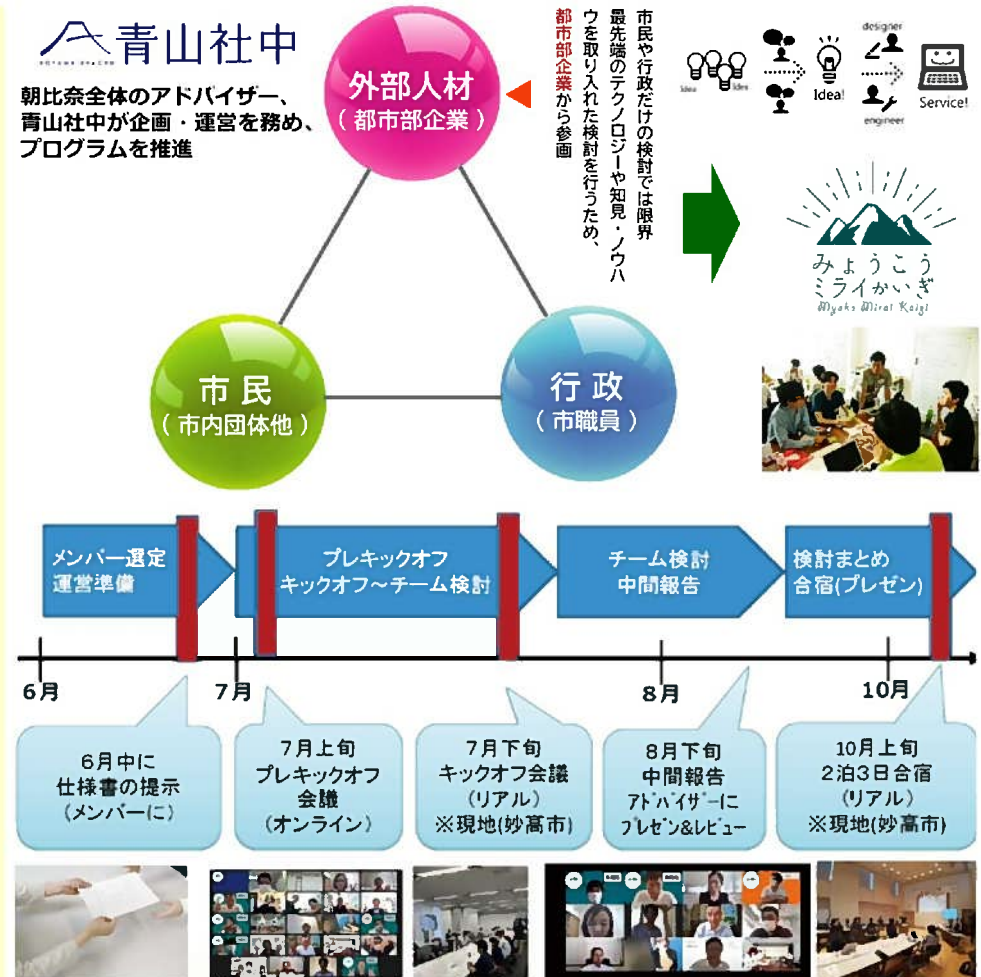 青山社中
朝比奈全体のアドバイザー、
青山社中が企画・運営を務め、
プログラムを推進
外部人材
（都市部企業）
市民や行政だけの検討では限界
最先端のテクノロジーや知見・ノウハ
ウを取り入れた検討を行うため、
都市部企業から参画
Idea
Idea
Idea!
designer
engineer
Service!
みょうこう
ミライかいぎ
Myoko Mirai Kaigi
市民
（市内団体他）
行政
（市職員）
メンバー選定
運営準備
プレキックオフ
キックオフ～チーム検討
チーム検討
中間報告
検討まとめ
合宿(プレゼン)
6月
7月
8月
10月
6月中に
仕様書の提示
(メンバーに)
7月上旬
プレキックオフ
会議
(オンライン)
7月下旬
キックオフ会議
(リアル)
※現地(妙高市)
8月下旬
中間報告
アドバイザーに
プレゼン&レビュー
10月上旬
2泊3日合宿
(リアル)
※現地(妙高市)